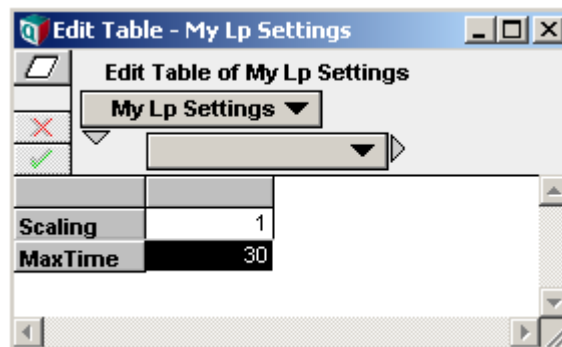 Edit Table - My Lp Settings
Edit Table of My Lp Settings
My Lp Settings
Scaling 1
MaxTime 30